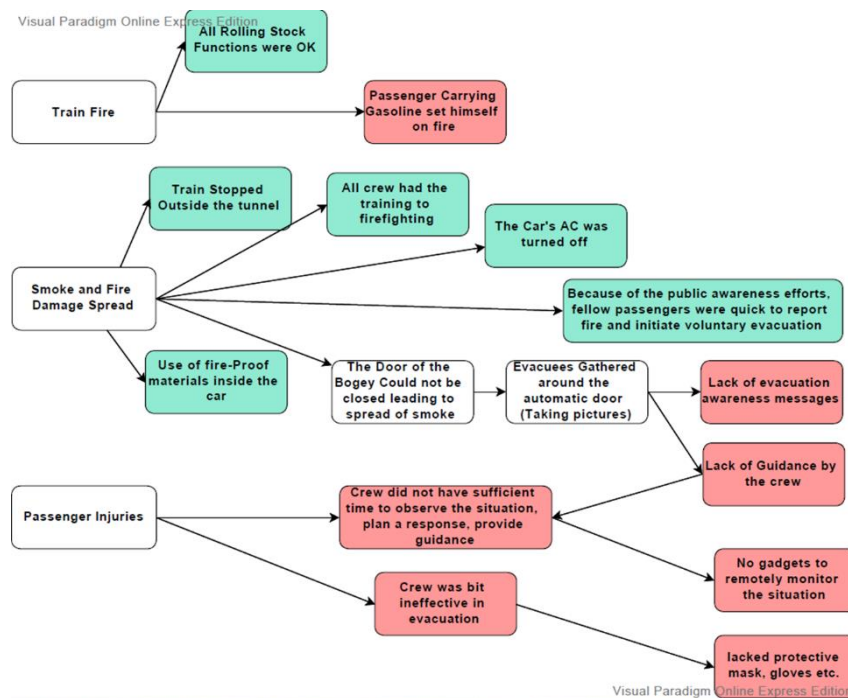 Visual Paradigm Online Express Edition
All Rolling Stock
Functions were OK
Train Fire
Passenger Carrying
Gasoline set himself
on fire
Train Stopped
Outside the tunnel
All crew had the
training to
firefighting
The Car's AC was
turned off
Smoke and Fire
Damage Spread
Because of the public awareness efforts,
fellow passengers were quick to report
fire and initiate voluntary evacuation
Use of fire-Proof
materials inside the
car
The Door of the
Bogey Could not be
closed leading to
spread of smoke
Evacuees Gathered
around the
automatic door
(Taking pictures)
Lack of evacuation
awareness messages
Lack of Guidance by
the crew
Passenger Injuries
Crew did not have sufficient
time to observe the situation,
plan a response, provide
guidance
No gadgets to
remotely monitor
the situation
Crew was bit
ineffective in
evacuation
lacked protective
mask, gloves etc.
Visual Paradigm Online Express Edition